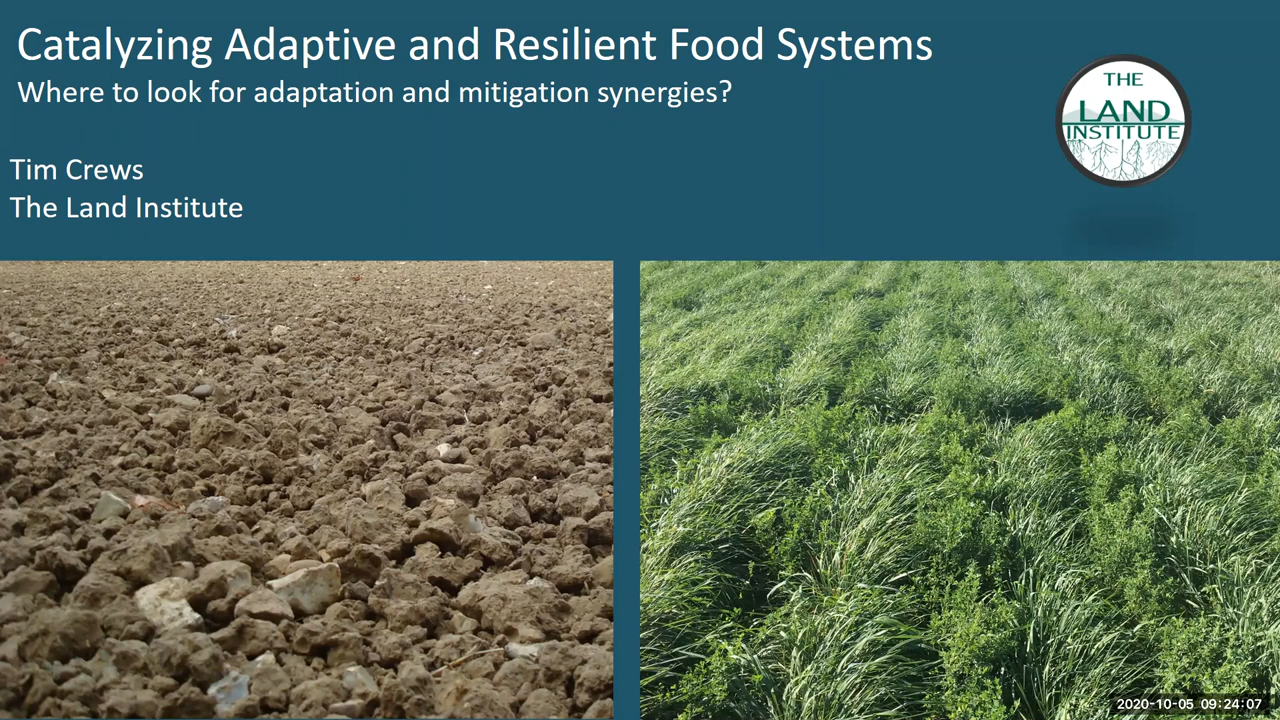 Catalyzing Adaptive and Resilient Food Systems
Where to look for adaptation and mitigation synergies?
Tim Crews
The Land Institute
THE
LAND
INSTITUTE
2020-10-05 09:24:07